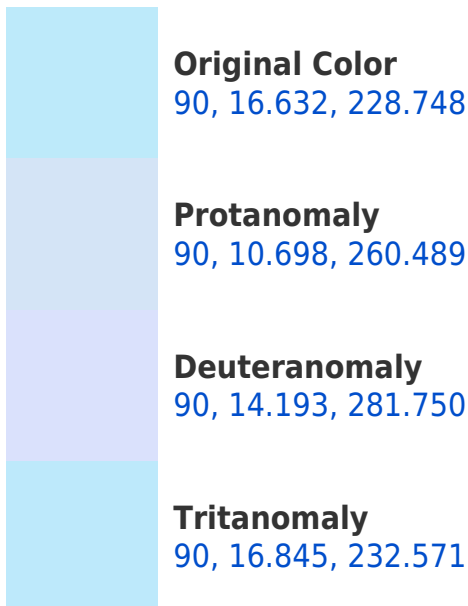 Original Color
90, 16.632, 228.748
Protanomaly
90, 10.698, 260.489
Deuteranomaly
90, 14.193, 281.750
Tritanomaly
90, 16.845, 232.571